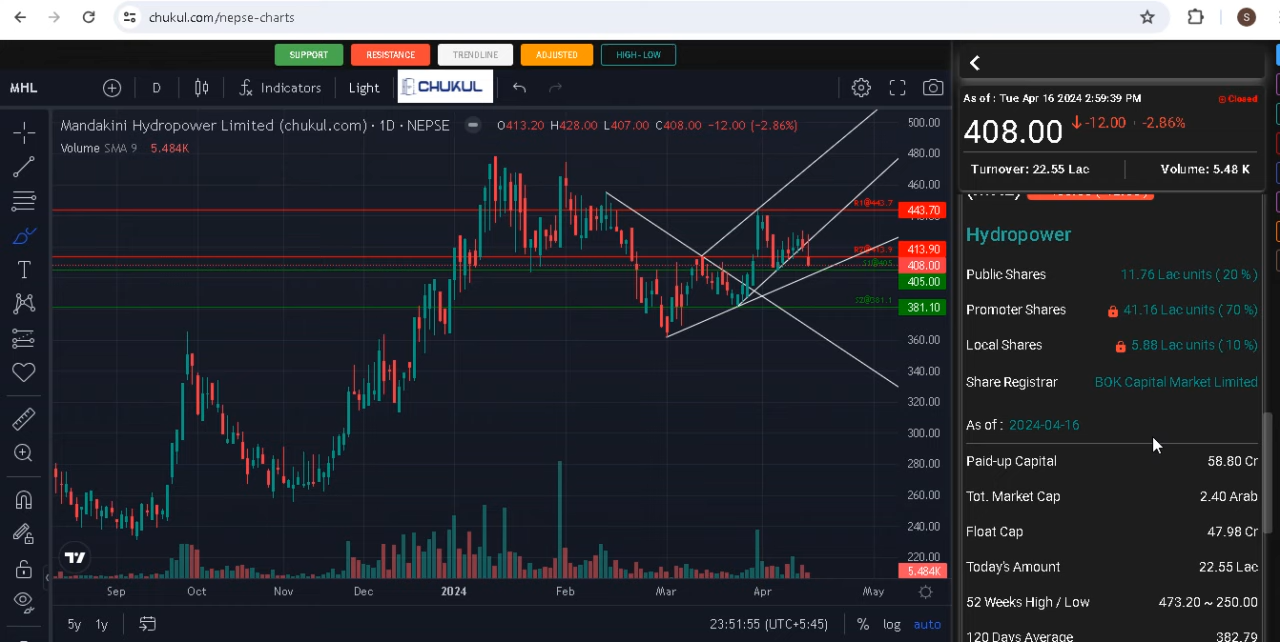 chukul.com/nepse-charts
S
SUPPORT RESISTANCE TRENDLINE ADJUSTED HIGH - LOW
MHL D Indicators Light CHUKUL
Mandakini Hydropower Limited (chukul.com) · 1D · NEPSE O413.20 H428.00 L407.00 C408.00 -12.00 (-2.86%)
Volume SMA 9 5.484K
500.00
480.00
460.00
R1@443.7 443.70
413.90
408.00
405.00
S2@381.1 381.10
360.00
340.00
320.00
300.00
280.00
260.00
240.00
220.00
5.484K
Sep Oct Nov Dec 2024 Feb Mar Apr May
5y 1y 23:51:55 (UTC+5:45) % log auto
As of : Tue Apr 16 2024 2:59:39 PM Closed
408.00 -12.00 -2.86%
Turnover: 22.55 Lac Volume: 5.48 K
Hydropower
Public Shares 11.76 Lac units ( 20 %)
Promoter Shares 41.16 Lac units ( 70 %)
Local Shares 5.88 Lac units ( 10 %)
Share Registrar BOK Capital Market Limited
As of : 2024-04-16
Paid-up Capital 58.80 Cr
Tot. Market Cap 2.40 Arab
Float Cap 47.98 Cr
Today's Amount 22.55 Lac
52 Weeks High / Low 473.20 ~ 250.00
120 Days Average 382.79